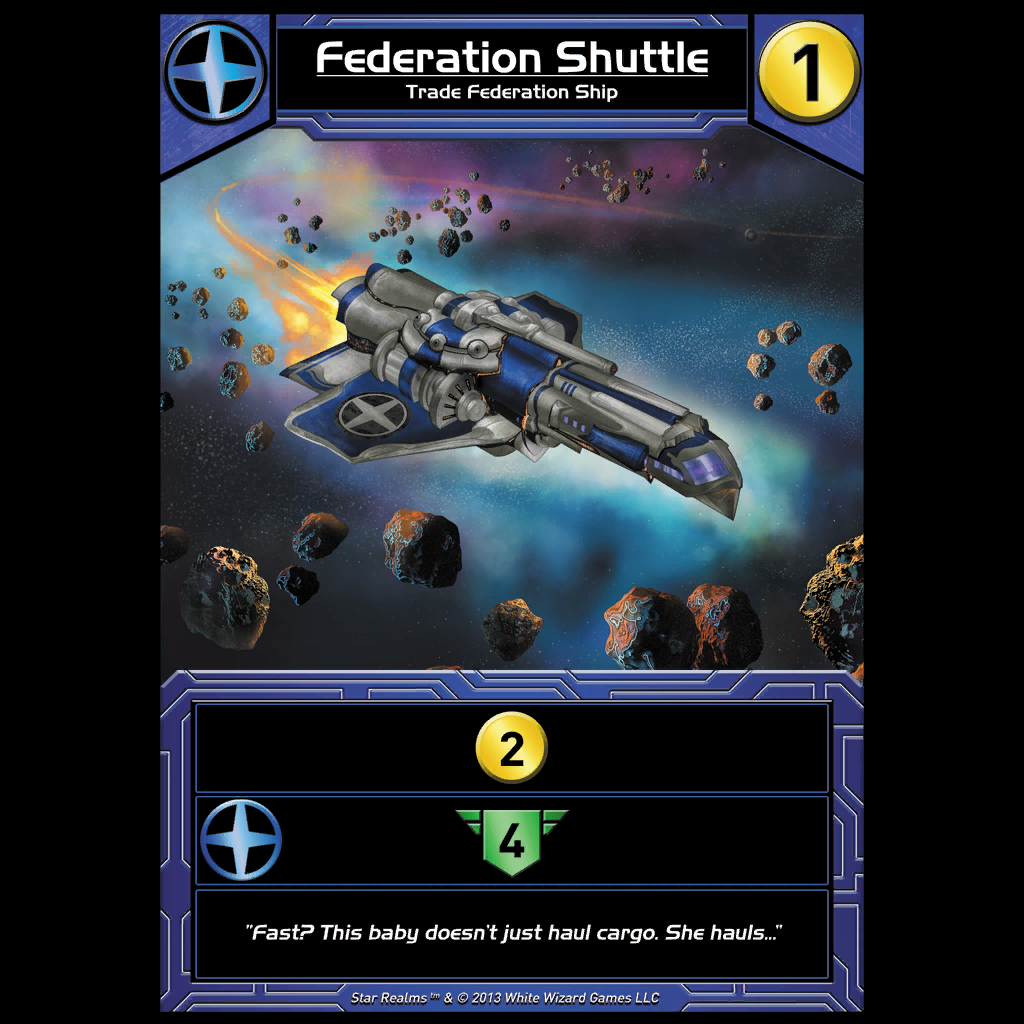 Federation Shuttle
1
Trade Federation Ship
2
4
"Fast? This baby doesn't just haul cargo. She hauls..."
Star Realms™ & © 2013 White Wizard Games LLC